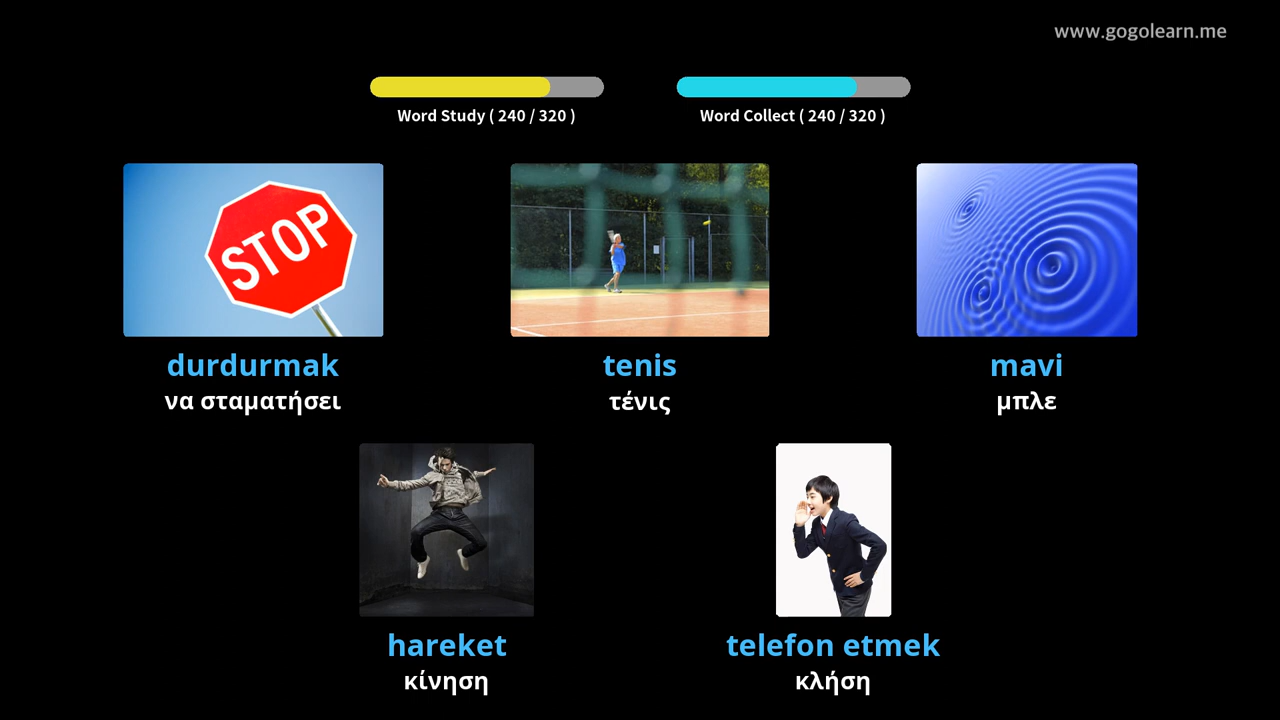 www.gogolearn.me
Word Study ( 240 / 320 )
Word Collect ( 240 / 320 )
STOP
durdurmak
να σταματήσει
tenis
τένις
mavi
μπλε
hareket
κίνηση
telefon etmek
κλήση